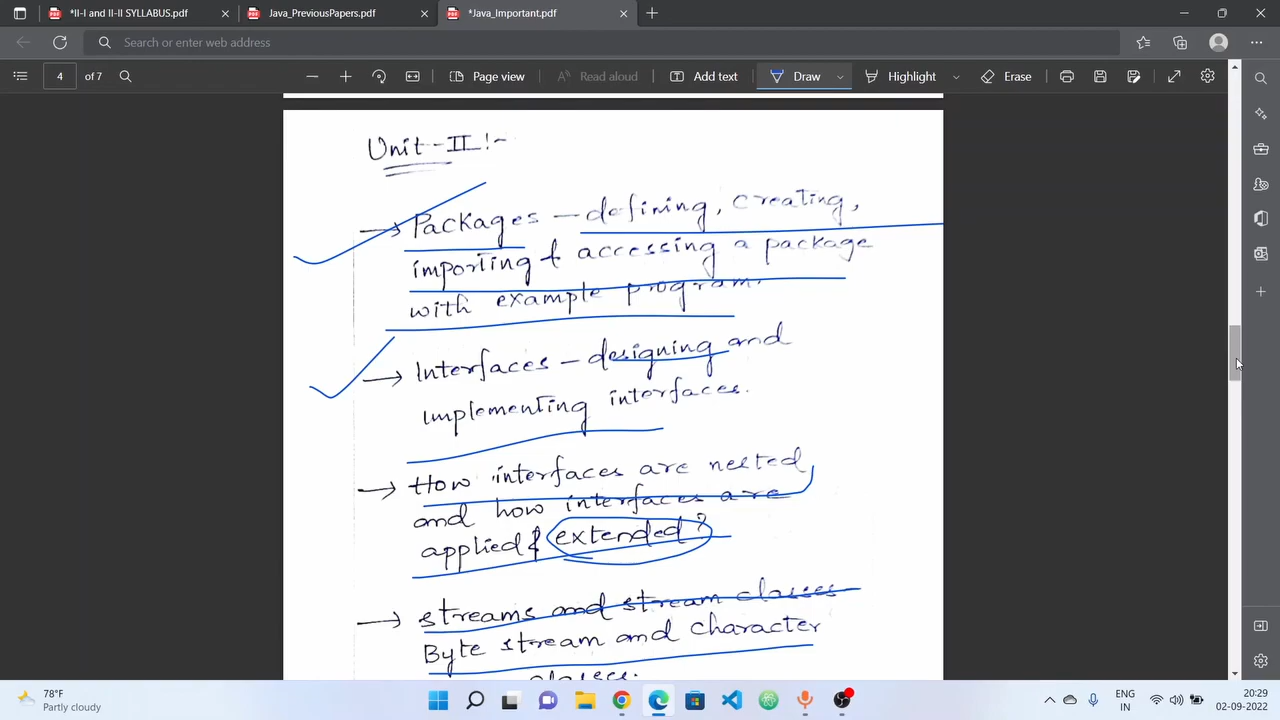 *II-I and II-II SYLLABUS.pdf
Java_PreviousPapers.pdf
*Java_Important.pdf
Search or enter web address
4 of 7
Page view
Read aloud
Add text
Draw
Highlight
Erase
Unit-II:-
→ Packages - defining, creating,
importing & accessing a package
with example program.
→ Interfaces - designing and
implementing interfaces.
→ How interfaces are nested
and how interfaces are
applied & extended?
→ streams and stream classes
Byte stream and character
classes.
78°F
Partly cloudy
ENG
IN
20:29
02-09-2022